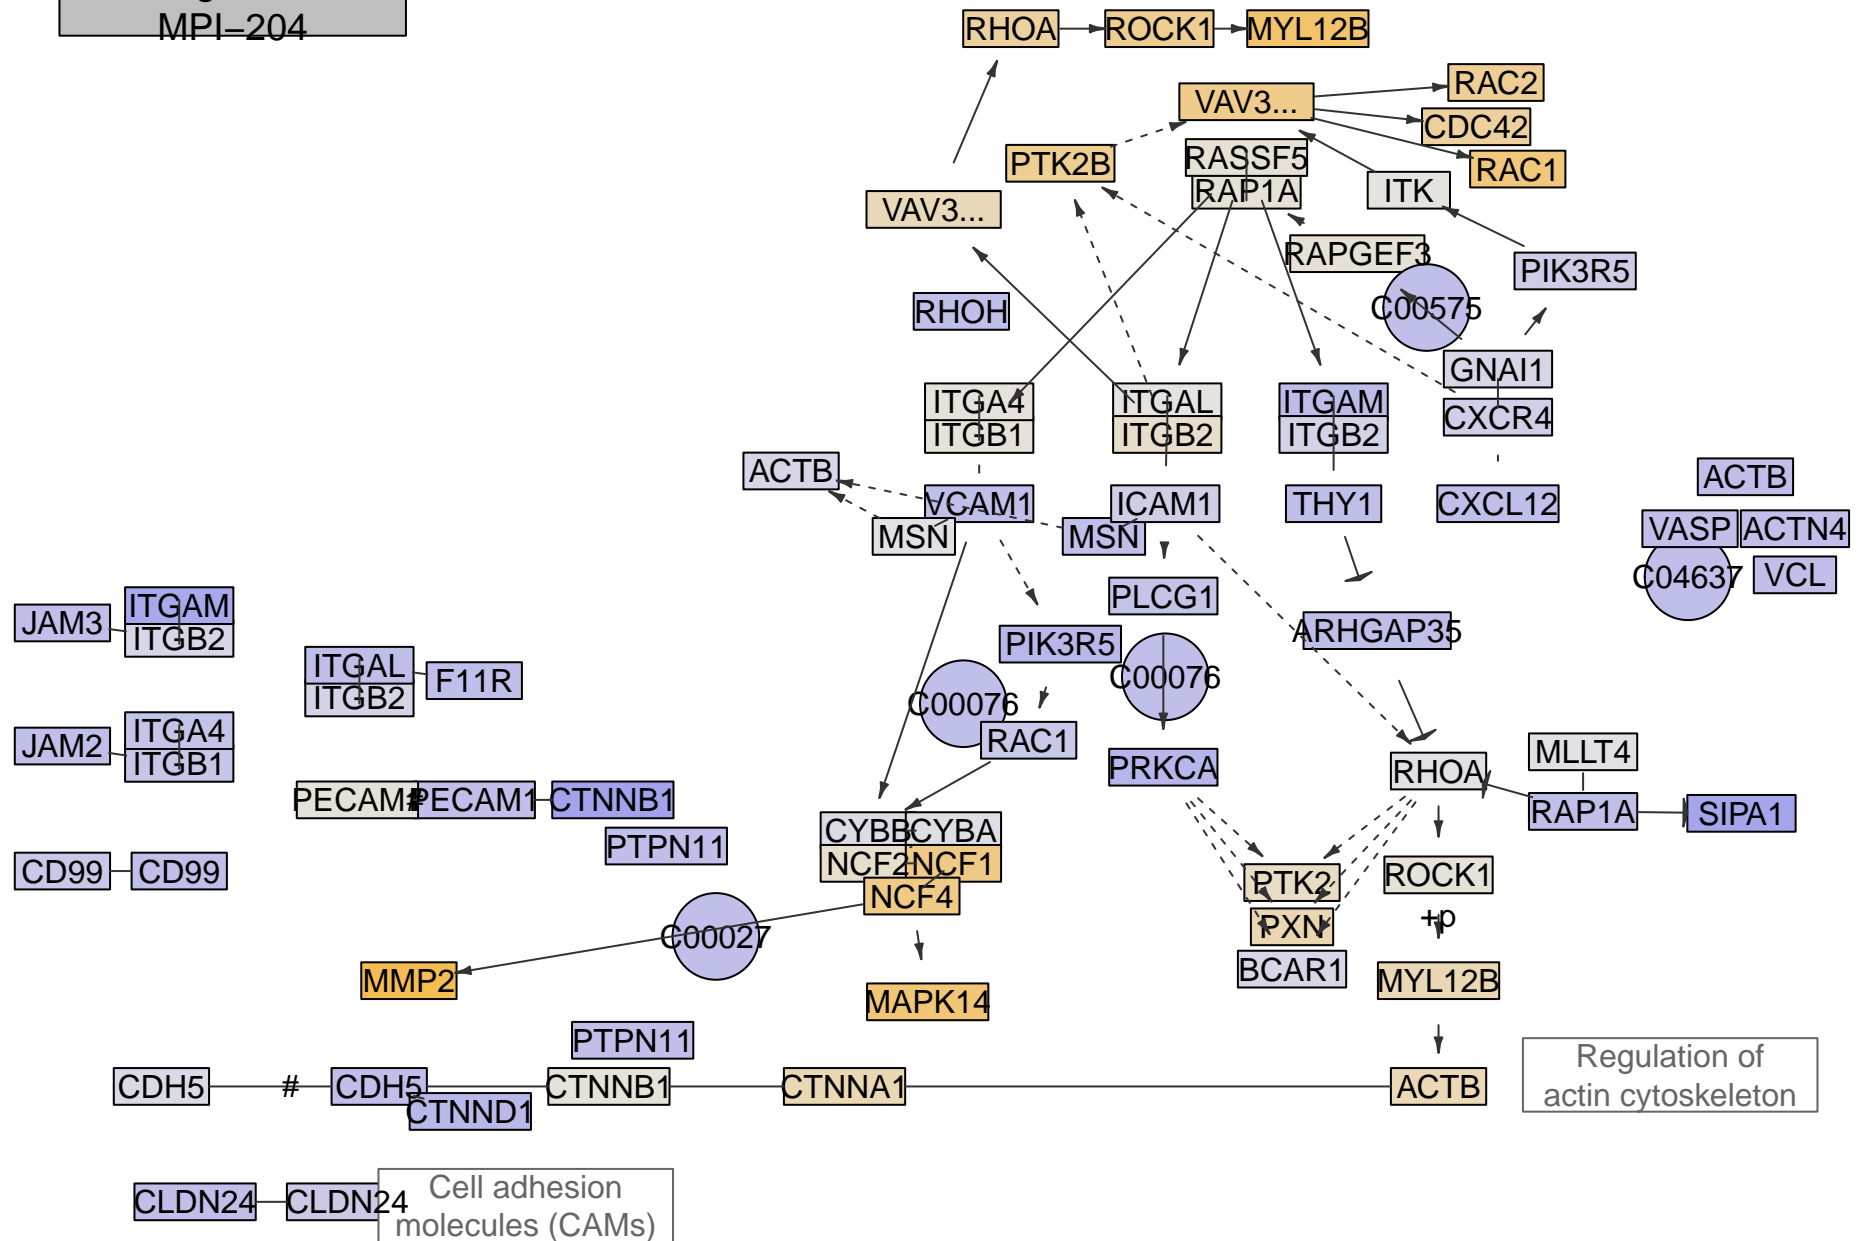 MPI−204
RHOA
ROCK1
MYL12B
RAC2
VAV3...
CDC42
RASSF5
PTK2B
RAC1
RAP1A
ITK
VAV3...
RAPGEF3
PIK3R5
C00575
RHOH
GNAI1
ITGA4
ITGAL
ITGAM
CXCR4
ITGB1
ITGB2
ITGB2
ACTB
ACTB
VCAM1
ICAM1
THY1
CXCL12
MSN
MSN
VASP
ACTN4
C04637
VCL
PLCG1
ITGAM
JAM3
ITGB2
ARHGAP35
PIK3R5
ITGAL
F11R
C00076
ITGB2
C00076
ITGA4
JAM2
RAC1
MLLT4
ITGB1
PRKCA
RHOA
PECAM1
#
PECAM1
CTNNB1
RAP1A
SIPA1
CYBB
CYBA
PTPN11
NCF2
NCF1
CD99
CD99
ROCK1
PTK2
NCF4
+p
PXN
C00027
BCAR1
MMP2
MYL12B
MAPK14
PTPN11
Regulation of
actin cytoskeleton
CDH5
#
CDH5
CTNNB1
CTNNA1
ACTB
CTNND1
CLDN24
CLDN24
Cell adhesion
molecules (CAMs)